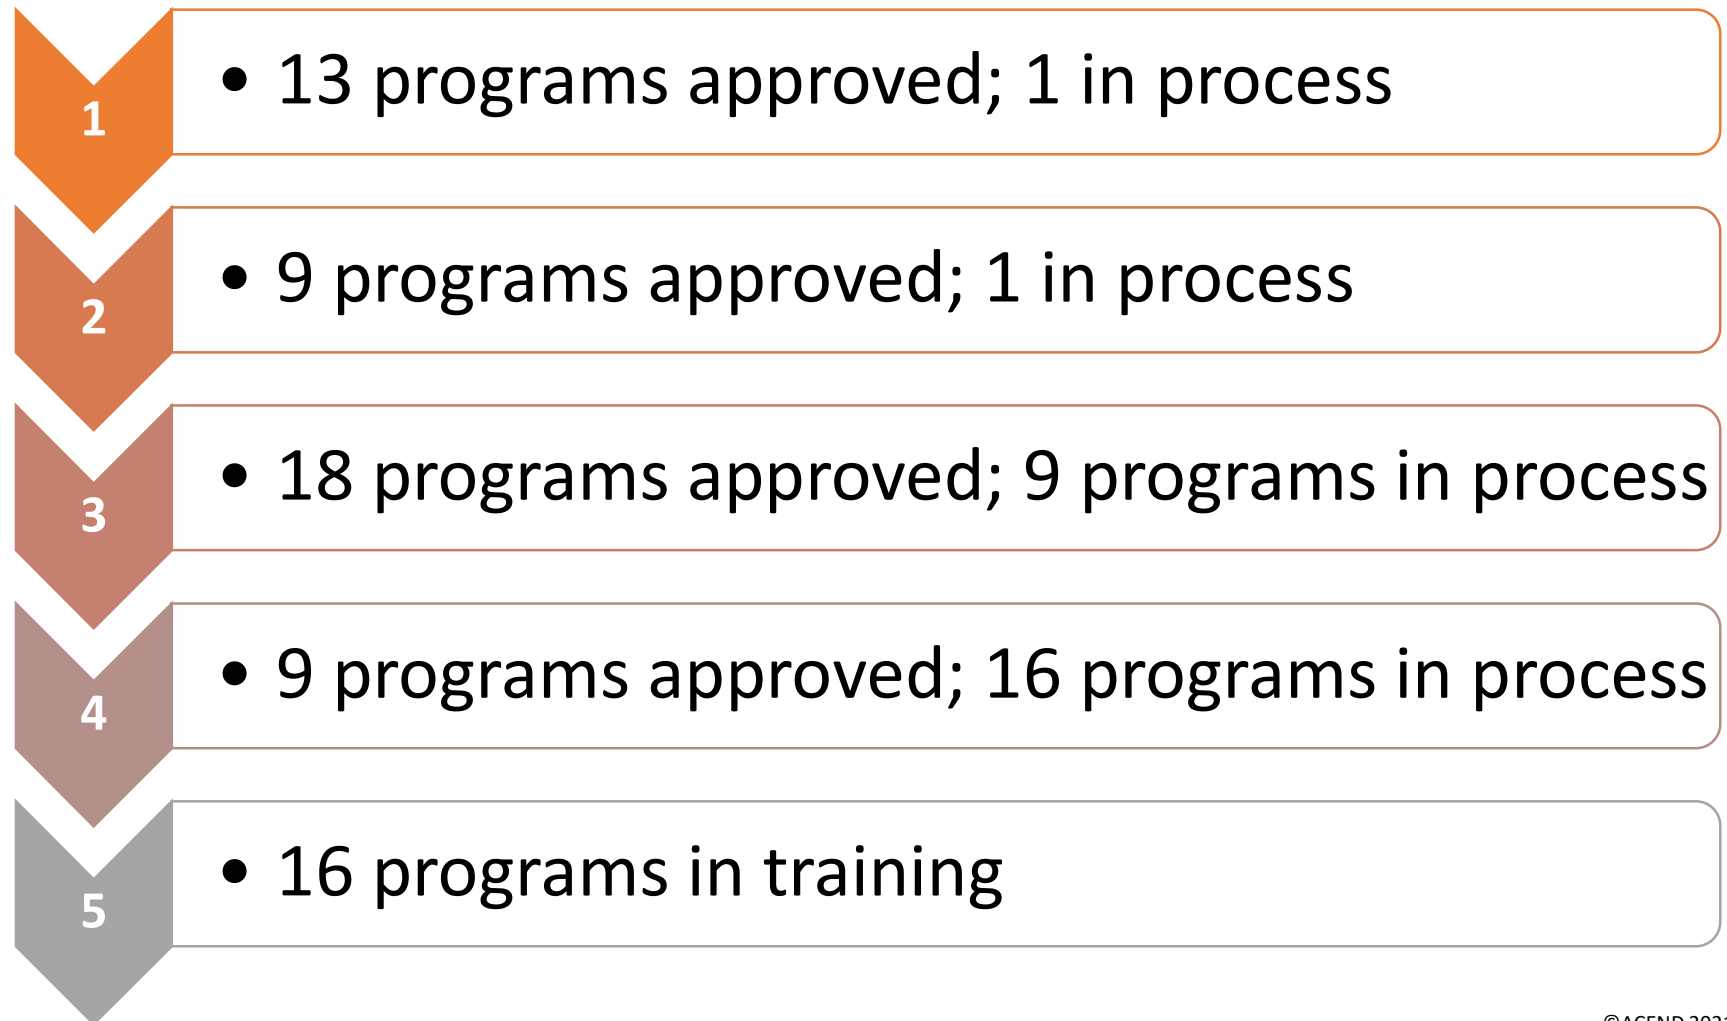 1
• 13 programs approved; 1 in process
2
• 9 programs approved; 1 in process
3
• 18 programs approved; 9 programs in process
4
• 9 programs approved; 16 programs in process
5
• 16 programs in training